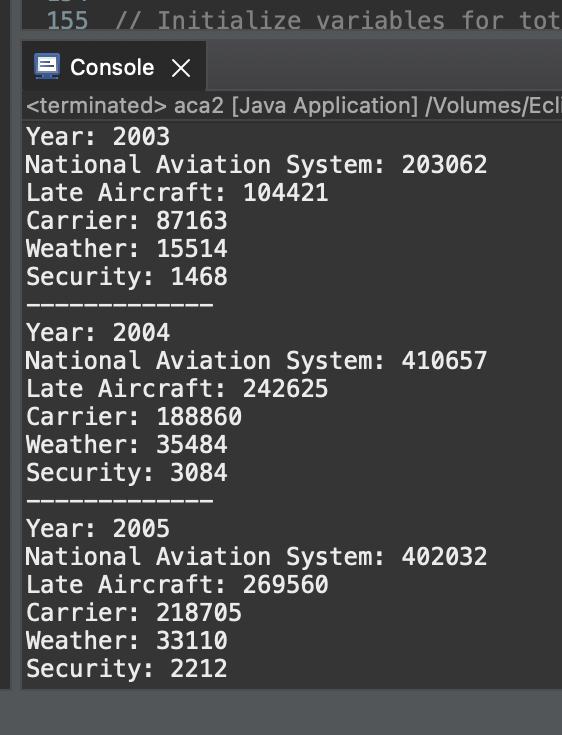 155 // Initialize variables for tot
Console
<terminated> aca2 [Java Application] /Volumes/Ecli
Year: 2003
National Aviation System: 203062
Late Aircraft: 104421
Carrier: 87163
Weather: 15514
Security: 1468
-------------
Year: 2004
National Aviation System: 410657
Late Aircraft: 242625
Carrier: 188860
Weather: 35484
Security: 3084
-------------
Year: 2005
National Aviation System: 402032
Late Aircraft: 269560
Carrier: 218705
Weather: 33110
Security: 2212